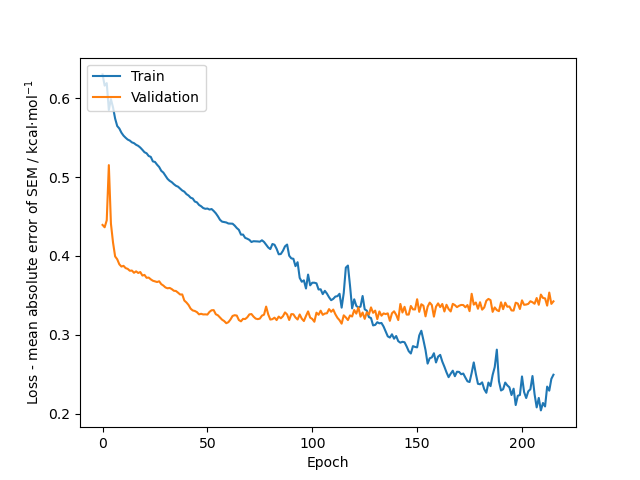 Train
Validation
0.6
0.5
0.4
0.3
0.2
Loss - mean absolute error of SEM / kcal·mol⁻¹
0 50 100 150 200
Epoch